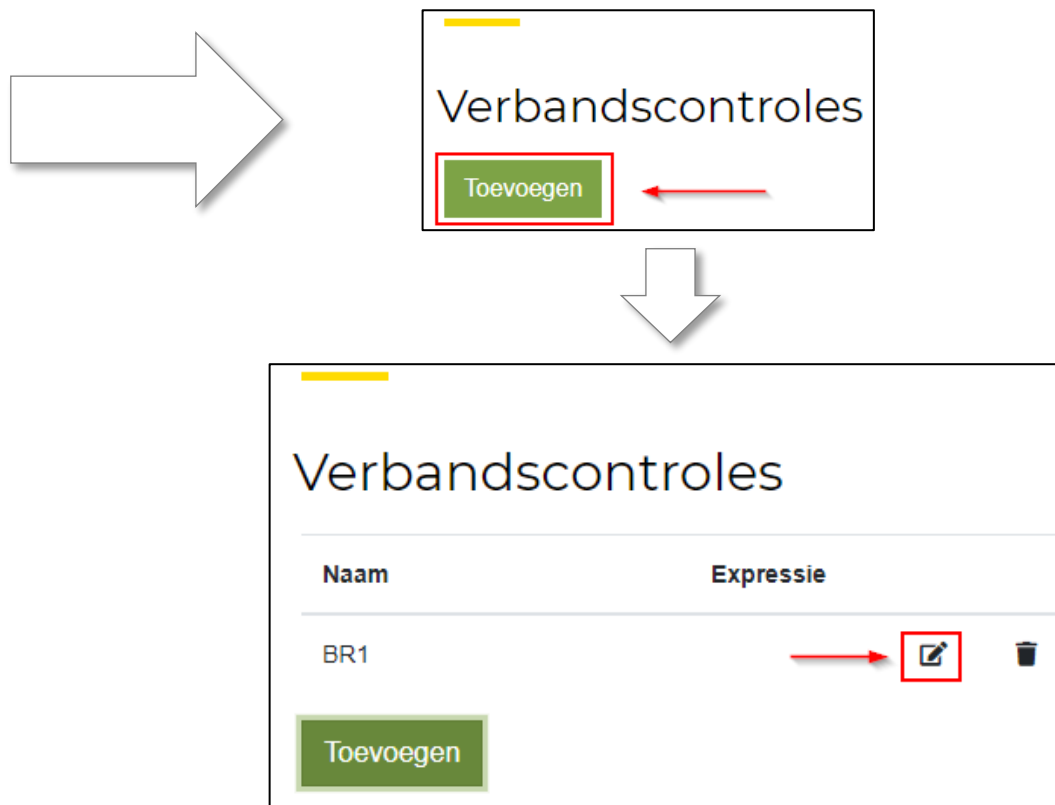 Verbandscontroles
Toevoegen
Verbandscontroles
Naam Expressie
BR1
Toevoegen